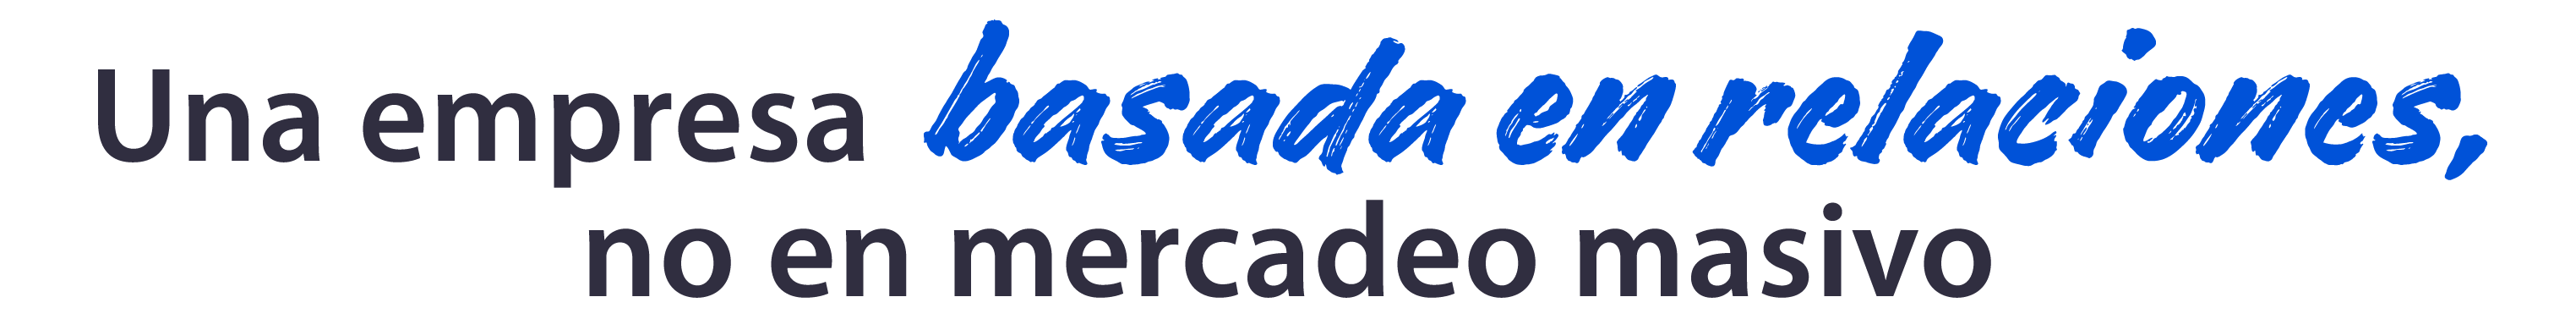 Una empresa basada en relaciones,
no en mercadeo masivo